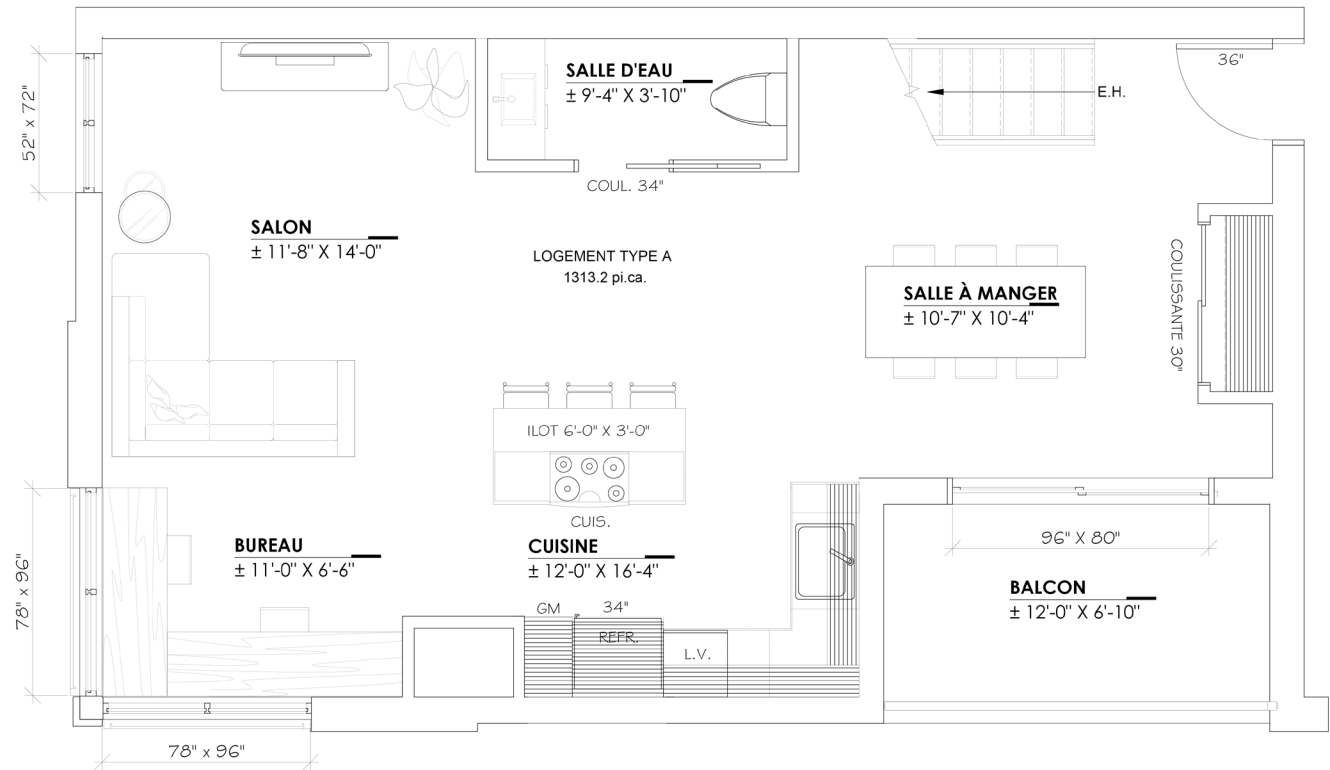 SALLE D'EAU
± 9'-4" X 3'-10"
36"
E.H.
52" x 72"
COUL. 34"
SALON
± 11'-8" X 14'-0"
LOGEMENT TYPE A
1313.2 pi.ca.
SALLE À MANGER
± 10'-7" X 10'-4"
COULISSANTE 30"
ILOT 6'-0" X 3'-0"
CUIS.
BUREAU
± 11'-0" X 6'-6"
CUISINE
± 12'-0" X 16'-4"
96" X 80"
78" x 96"
BALCON
± 12'-0" X 6'-10"
GM
34"
REFR.
L.V.
78" x 96"